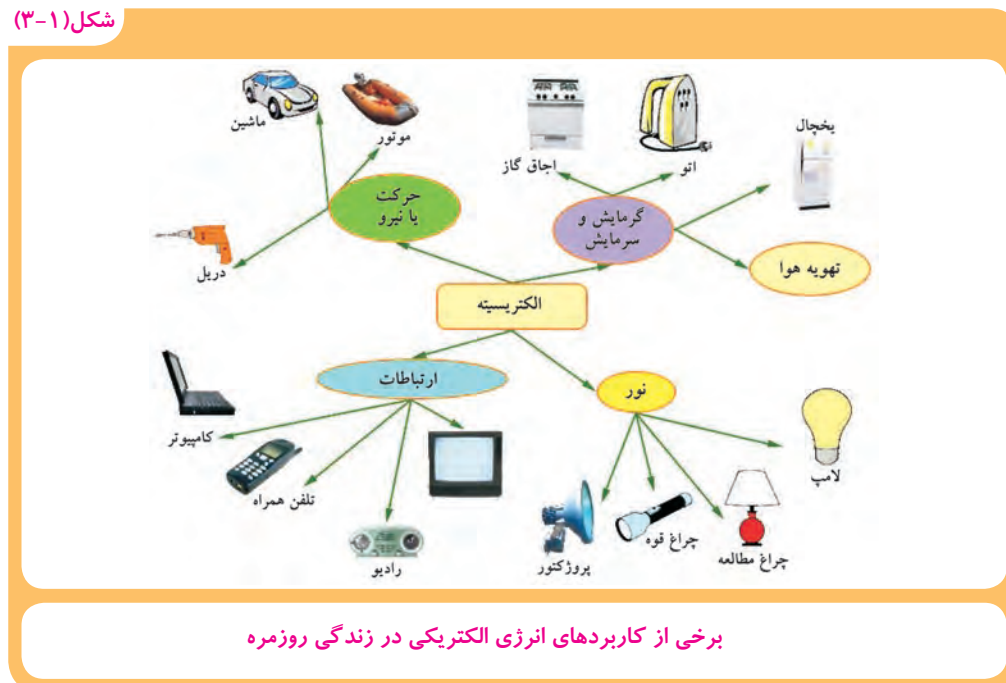 شکل(۱-۳)
ماشین
موتور
دریل
حرکت
یا نیرو
اجاق گاز
اتو
یخچال
گرمایش و
سرمایش
تهویه هوا
الکتریسیته
ارتباطات
کامپیوتر
تلفن همراه
رادیو
نور
پروژکتور
چراغ قوه
چراغ مطالعه
لامپ
برخی از کاربردهای انرژی الکتریکی در زندگی روزمره